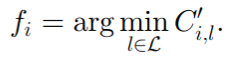 $f_i = \arg\min_{l \in \mathcal{L}} C'_{i,l}.$